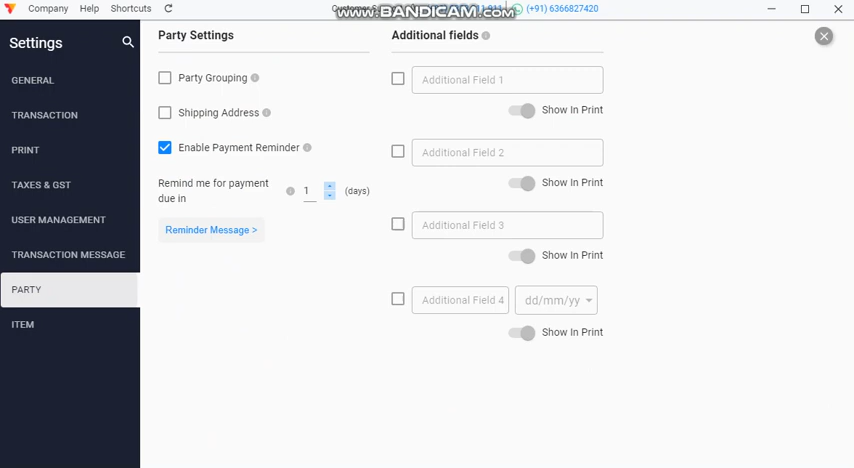 Company Help Shortcuts
www.BANDICAM.com
(+91) 6366827420
Settings
GENERAL
TRANSACTION
PRINT
TAXES & GST
USER MANAGEMENT
TRANSACTION MESSAGE
PARTY
ITEM
Party Settings
Party Grouping
Shipping Address
Enable Payment Reminder
Remind me for payment
due in 1 (days)
Reminder Message >
Additional fields
Additional Field 1
Show In Print
Additional Field 2
Show In Print
Additional Field 3
Show In Print
Additional Field 4 dd/mm/yy
Show In Print